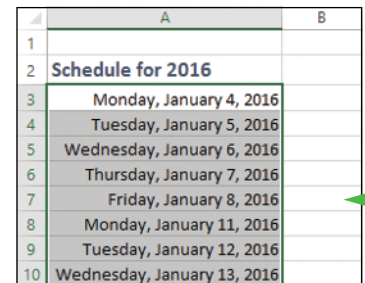 A B
1
2 Schedule for 2016
3 Monday, January 4, 2016
4 Tuesday, January 5, 2016
5 Wednesday, January 6, 2016
6 Thursday, January 7, 2016
7 Friday, January 8, 2016
8 Monday, January 11, 2016
9 Tuesday, January 12, 2016
10 Wednesday, January 13, 2016